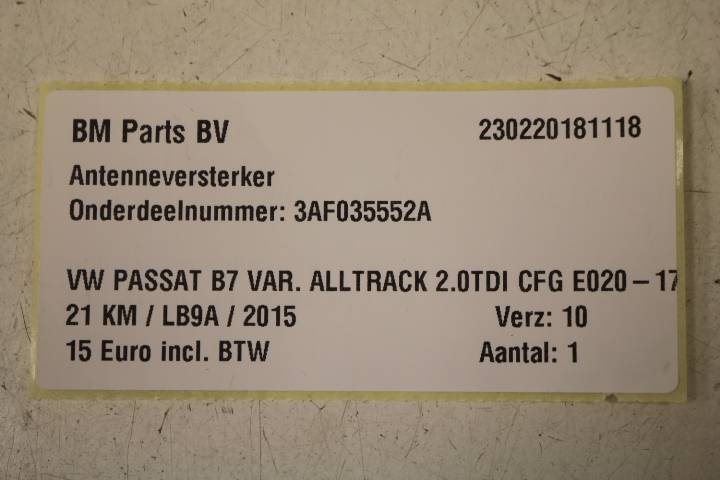 BM Parts BV 230220181118
Antenneversterker
Onderdeelnummer: 3AF035552A
VW PASSAT B7 VAR. ALLTRACK 2.0TDI CFG E020-17
21 KM / LB9A / 2015 Verz: 10
15 Euro incl. BTW Aantal: 1